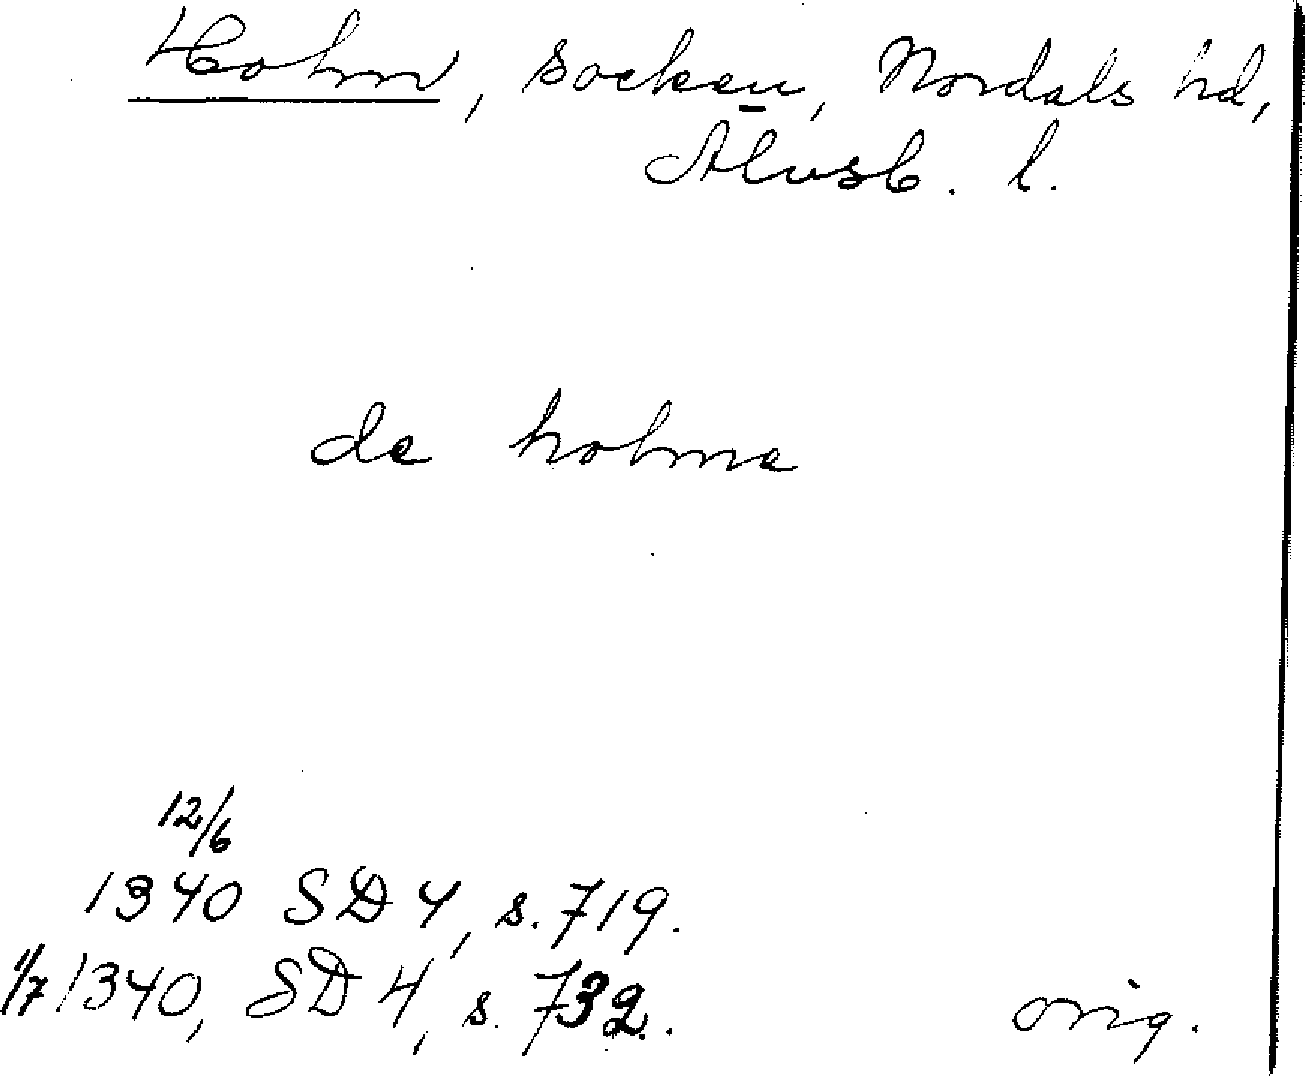 Holm, socken, Nordals hd,
Älvsb. l.
de holme
12/6
1340 SD 4, s. 719.
1/7 1340, SD 4, s. 732.
orig.